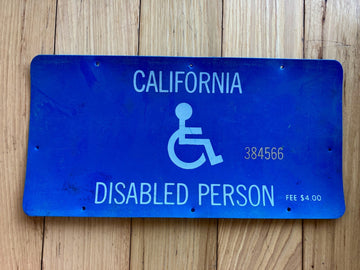 CALIFORNIA
384566
DISABLED PERSON
FEE $4.00